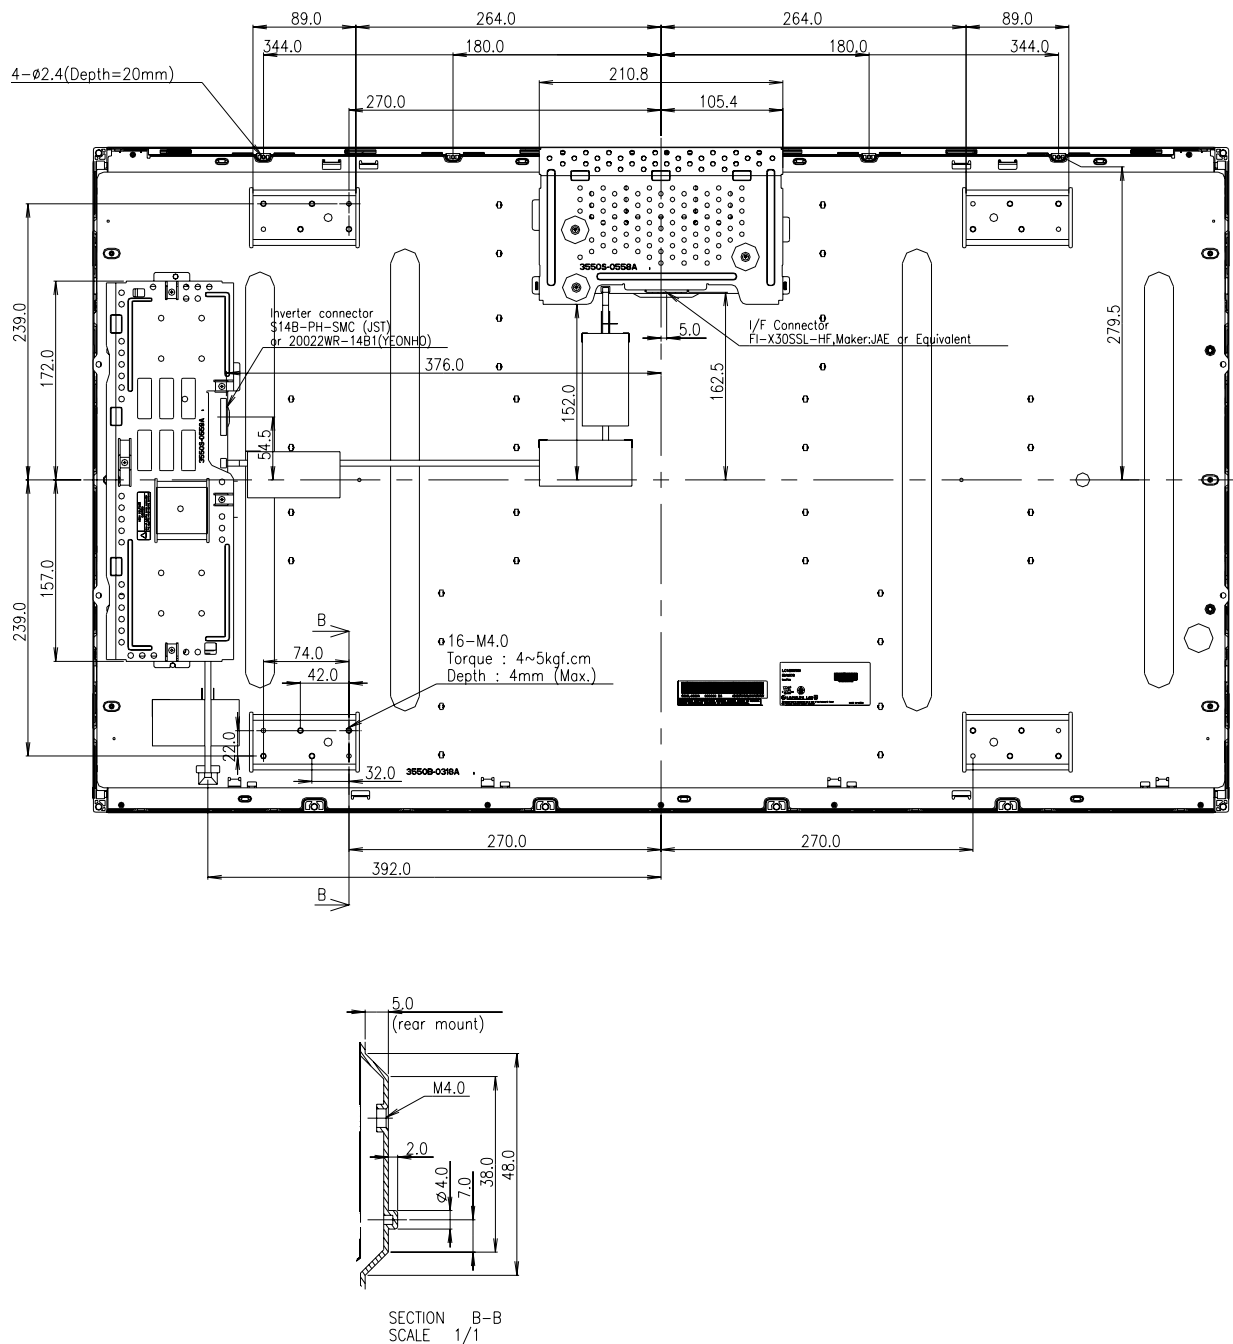 89.0 264.0 264.0 89.0
344.0 180.0 180.0 344.0
4-ø2.4(Depth=20mm)
210.8
270.0 105.4
3550S-0558A
Inverter connector
S14B-PH-SMC (JST)
or 20022WR-14B1(YEONHO)
I/F Connector
FI-X30SSL-HF,Maker:JAE or Equivalent
5.0
376.0
239.0
172.0
152.0
162.5
279.5
54.5
3550S-0559A
157.0
239.0
B
16-M4.0
Torque : 4~5kgf.cm
Depth : 4mm (Max.)
74.0
42.0
22.0
32.0
3550B-0318A
270.0 270.0
392.0
B
5.0
(rear mount)
M4.0
2.0
ø4.0
7.0
38.0
48.0
SECTION B-B
SCALE 1/1